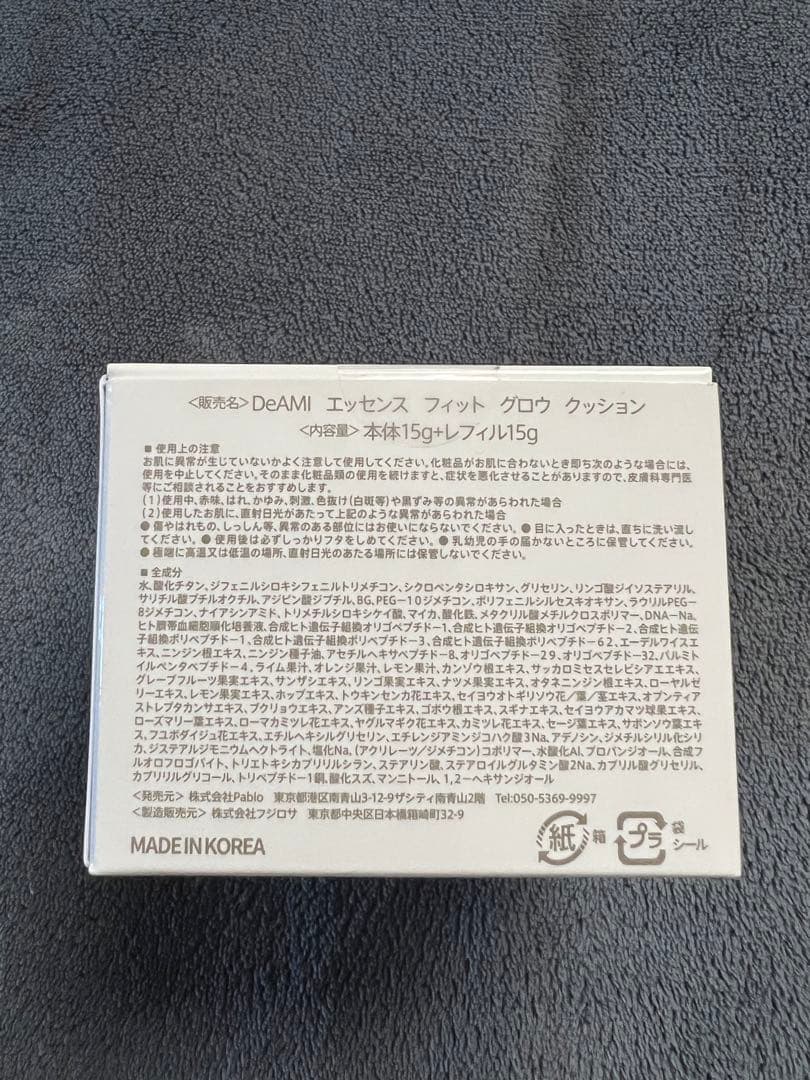 <販売名>DeAMI エッセンス フィット グロウ クッション
<内容量>本体15g+レフィル15g
■ 使用上の注意
お肌に異常が生じていないかよく注意して使用してください。化粧品がお肌に合わないとき即ち次のような場合には、
使用を中止してください。そのまま化粧品類の使用を続けますと、症状を悪化させることがありますので、皮膚科専門医
等にご相談されることをおすすめします。
(1)使用中、赤味、はれ、かゆみ、刺激、色抜け(白斑等)や黒ずみ等の異常があらわれた場合
(2)使用したお肌に、直射日光があたって上記のような異常があらわれた場合
● 傷やはれもの、しっしん等、異常のある部位にはお使いにならないでください。● 目に入ったときは、直ちに洗い流し
てください。● 使用後は必ずしっかりフタをしめてください。● 乳幼児の手の届かないところに保管してください。
● 極端に高温又は低温の場所、直射日光のあたる場所には保管しないでください。
■ 全成分
水、酸化チタン、ジフェニルシロキシフェニルトリメチコン、シクロペンタシロキサン、グリセリン、リンゴ酸ジイソステアリル、
サリチル酸ブチルオクチル、アジピン酸ジブチル、BG、PEG-10ジメチコン、ポリフェニルシルセスキオキサン、ラウリルPEG-
8ジメチコン、ナイアシンアミド、トリメチルシロキシケイ酸、マイカ、酸化鉄、メタクリル酸メチルクロスポリマー、DNA-Na、
ヒト臍帯血細胞順化培養液、合成ヒト遺伝子組換オリゴペプチド-1、合成ヒト遺伝子組換オリゴペプチド-2、合成ヒト遺伝
子組換ポリペプチド-1、合成ヒト遺伝子組換ポリペプチド-3、合成ヒト遺伝子組換ポリペプチド-62、エーデルワイスエ
キス、ニンジン根エキス、ニンジン種子油、アセチルヘキサペプチド-8、オリゴペプチド-29、オリゴペプチド-32、パルミ
トイルペンタペプチド-4、ライム果汁、オレンジ果汁、レモン果汁、カンゾウ根エキス、サッカロミセスセレビシアエエキス、
グレープフルーツ果実エキス、サンザシエキス、リンゴ果実エキス、ナツメ果実エキス、オタネニンジン根エキス、ローヤルゼ
リーエキス、レモン果実エキス、ホップエキス、トウキンセンカ花エキス、セイヨウオトギリソウ花/葉/茎エキス、オプンティア
ストレプタカンサエキス、ブクリョウエキス、アンズ種子エキス、ゴボウ根エキス、スギナエキス、セイヨウアカマツ球果エキス、
ローズマリー葉エキス、ローマカミツレ花エキス、ヤグルマギク花エキス、カミツレ花エキス、セージ葉エキス、サボンソウ葉エ
キス、フユボダイジュ花エキス、エチルヘキシルグリセリン、エチレンジアミンジコハク酸3Na、アデノシン、ジメチルシリル化シリ
カ、ジステアルジモニウムヘクトライト、塩化Na、(アクリレーツ/ジメチコン)コポリマー、水酸化Al、プロパンジオール、合成フ
ルオロフロゴパイト、トリエトキシカプリリルシラン、ステアリン酸、ステアロイルグルタミン酸2Na、カプリル酸グリセリル、
カプリリルグリコール、トリペプチド-1銅、酸化スズ、マンニトール、1,2-ヘキサンジオール
<発売元> 株式会社Pablo 東京都港区南青山3-12-9ザシティ南青山2階 Tel:050-5369-9997
<製造販売元> 株式会社フジロサ 東京都中央区日本橋箱崎町32-9
MADE IN KOREA
紙 箱 プラ 袋 シール